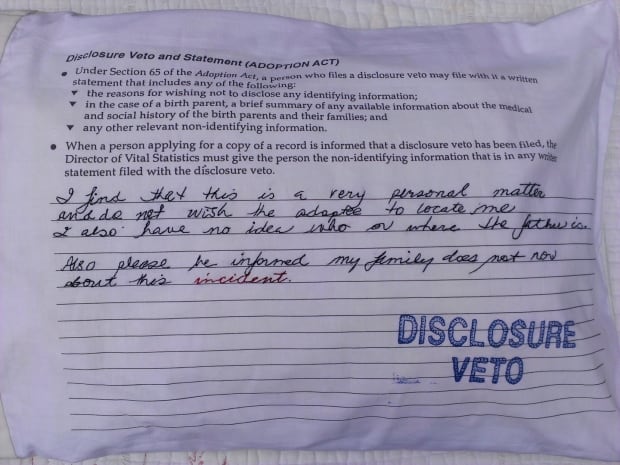 Disclosure Veto and Statement (ADOPTION ACT)
• Under Section 65 of the Adoption Act, a person who files a disclosure veto may file with it a written
statement that includes any of the following:
▼ the reasons for wishing not to disclose any identifying information;
▼ in the case of a birth parent, a brief summary of any available information about the medical
and social history of the birth parents and their families; and
▼ any other relevant non-identifying information.
• When a person applying for a copy of a record is informed that a disclosure veto has been filed, the
Director of Vital Statistics must give the person the non-identifying information that is in any written
statement filed with the disclosure veto.
I find that this is a very personal matter
and do not wish the adoptee to locate me
I also have no idea who or where the father is.
Also please be informed my family does not now
about this incident.
DISCLOSURE
VETO